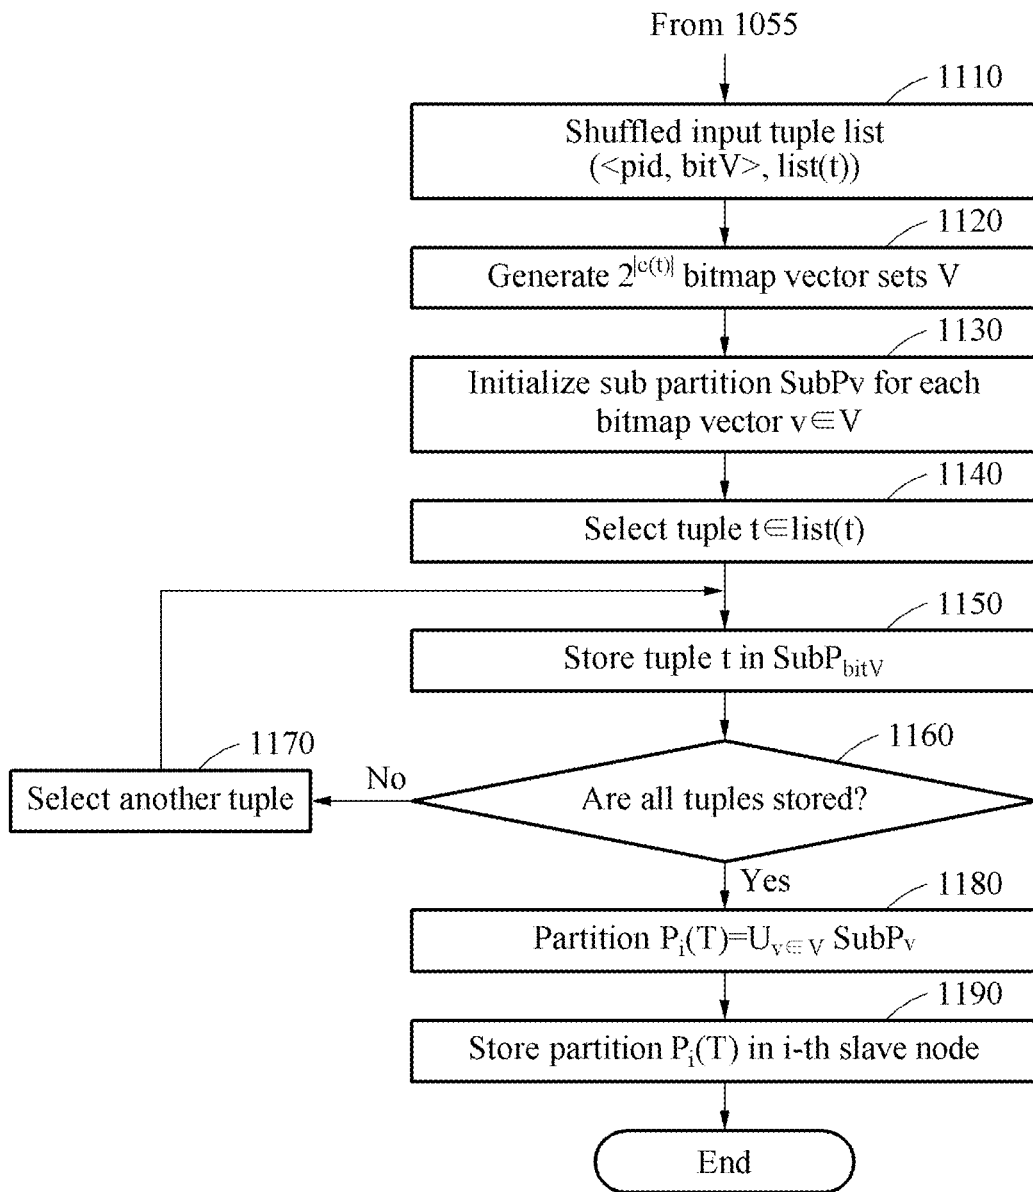 From 1055
1110
Shuffled input tuple list
(<pid, bitV>, list(t))
1120
Generate 2^|c(t)| bitmap vector sets V
1130
Initialize sub partition SubPv for each
bitmap vector v∈V
1140
Select tuple t∈list(t)
1150
Store tuple t in SubP_bitV
1160
Are all tuples stored?
No
1170
Select another tuple
Yes
1180
Partition P_i(T)=U_v∈V SubP_v
1190
Store partition P_i(T) in i-th slave node
End